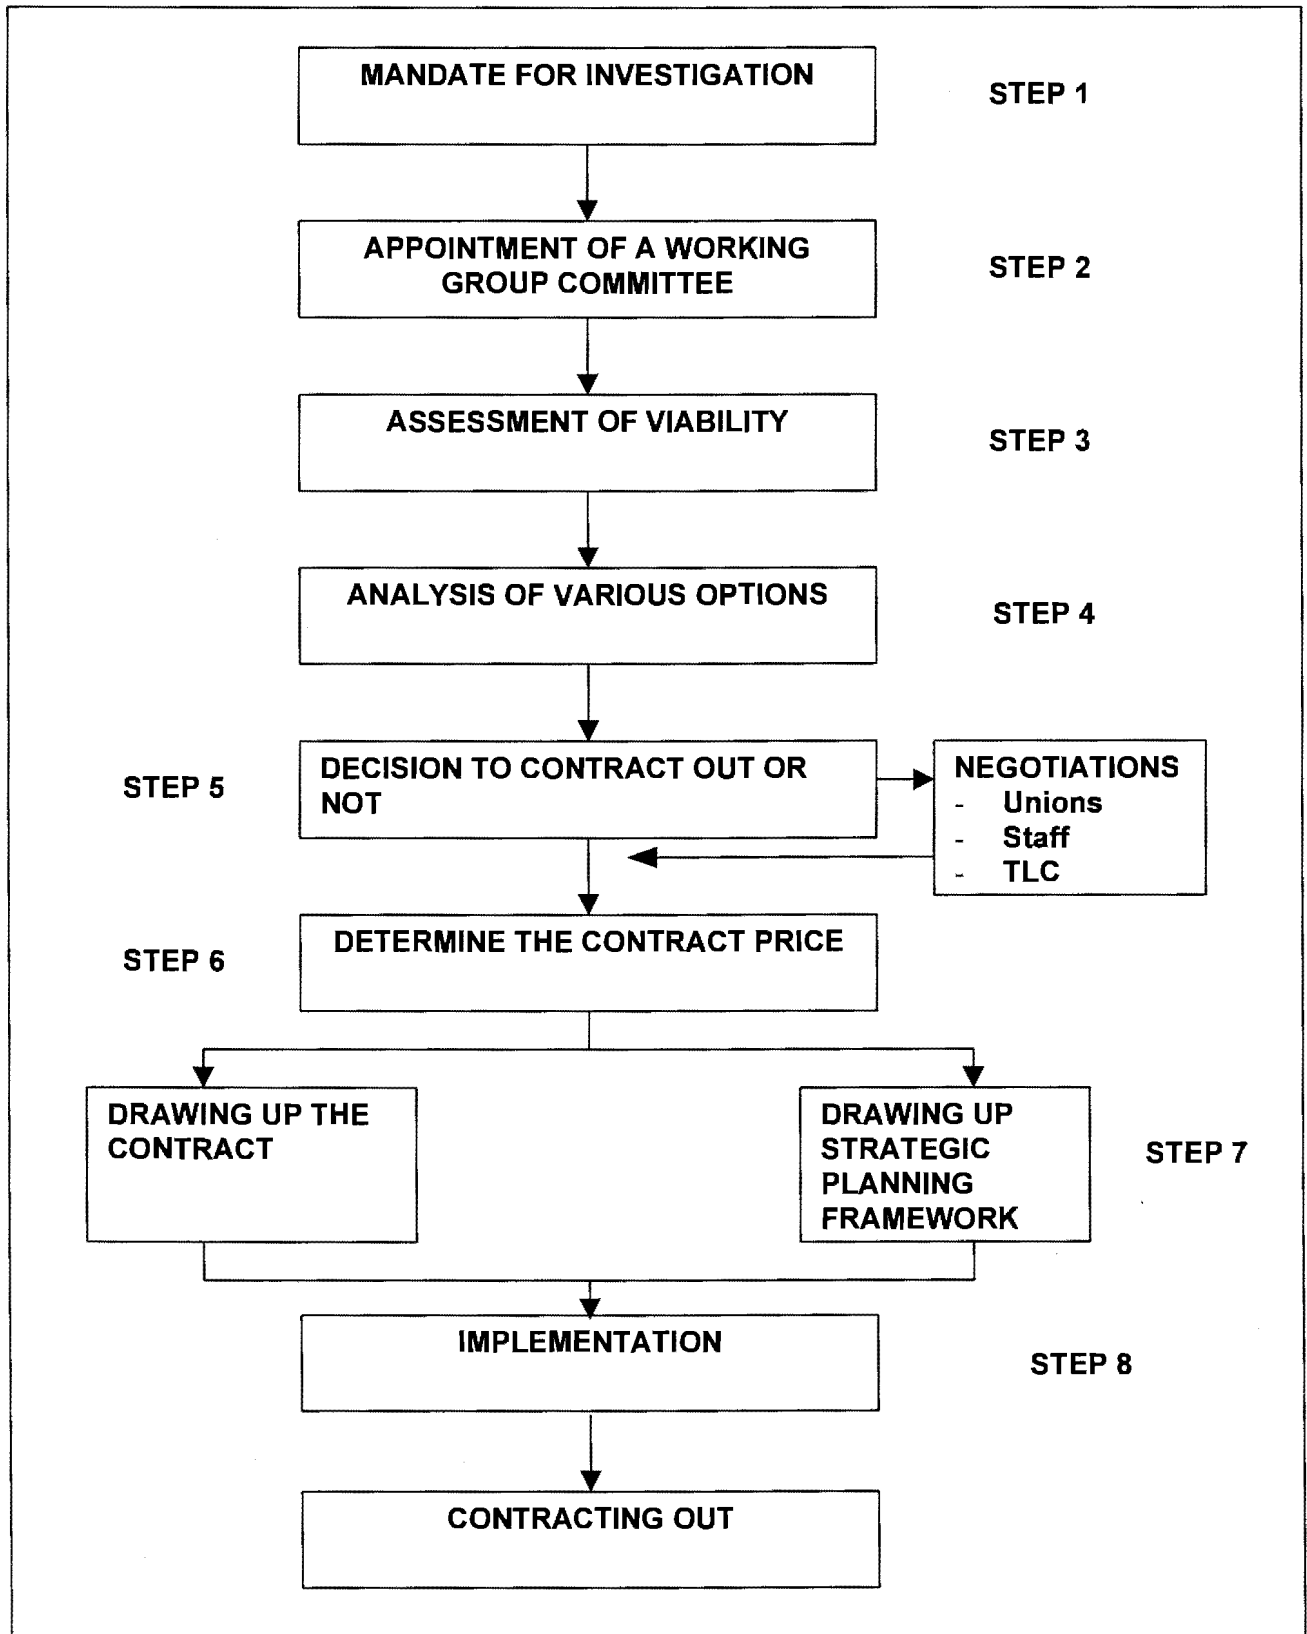 MANDATE FOR INVESTIGATION
STEP 1
APPOINTMENT OF A WORKING
GROUP COMMITTEE
STEP 2
ASSESSMENT OF VIABILITY
STEP 3
ANALYSIS OF VARIOUS OPTIONS
STEP 4
STEP 5
DECISION TO CONTRACT OUT OR
NOT
NEGOTIATIONS
- Unions
- Staff
- TLC
STEP 6
DETERMINE THE CONTRACT PRICE
DRAWING UP THE
CONTRACT
DRAWING UP
STRATEGIC
PLANNING
FRAMEWORK
STEP 7
IMPLEMENTATION
STEP 8
CONTRACTING OUT